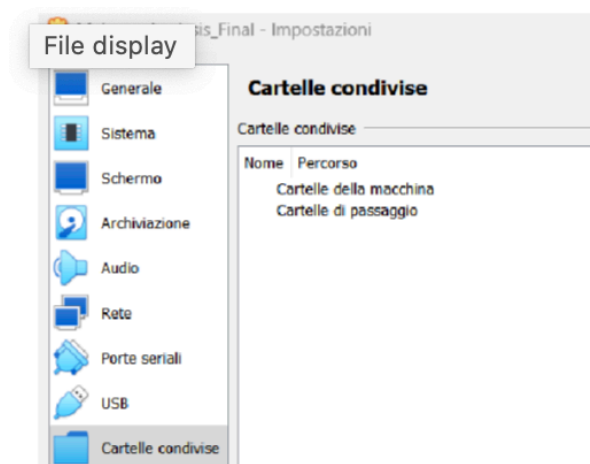 File display
is_Final - Impostazioni
Generale
Cartelle condivise
Sistema
Cartelle condivise
Nome Percorso
Schermo
Cartelle della macchina
Cartelle di passaggio
Archiviazione
Audio
Rete
Porte seriali
USB
Cartelle condivise